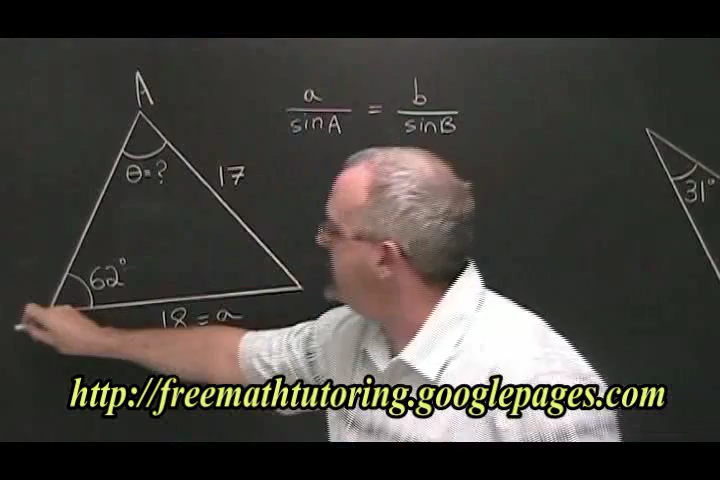 A
a/sinA = b/sinB
θ=?
17
31°
62°
18 = a
http://freemathtutoring.googlepages.com